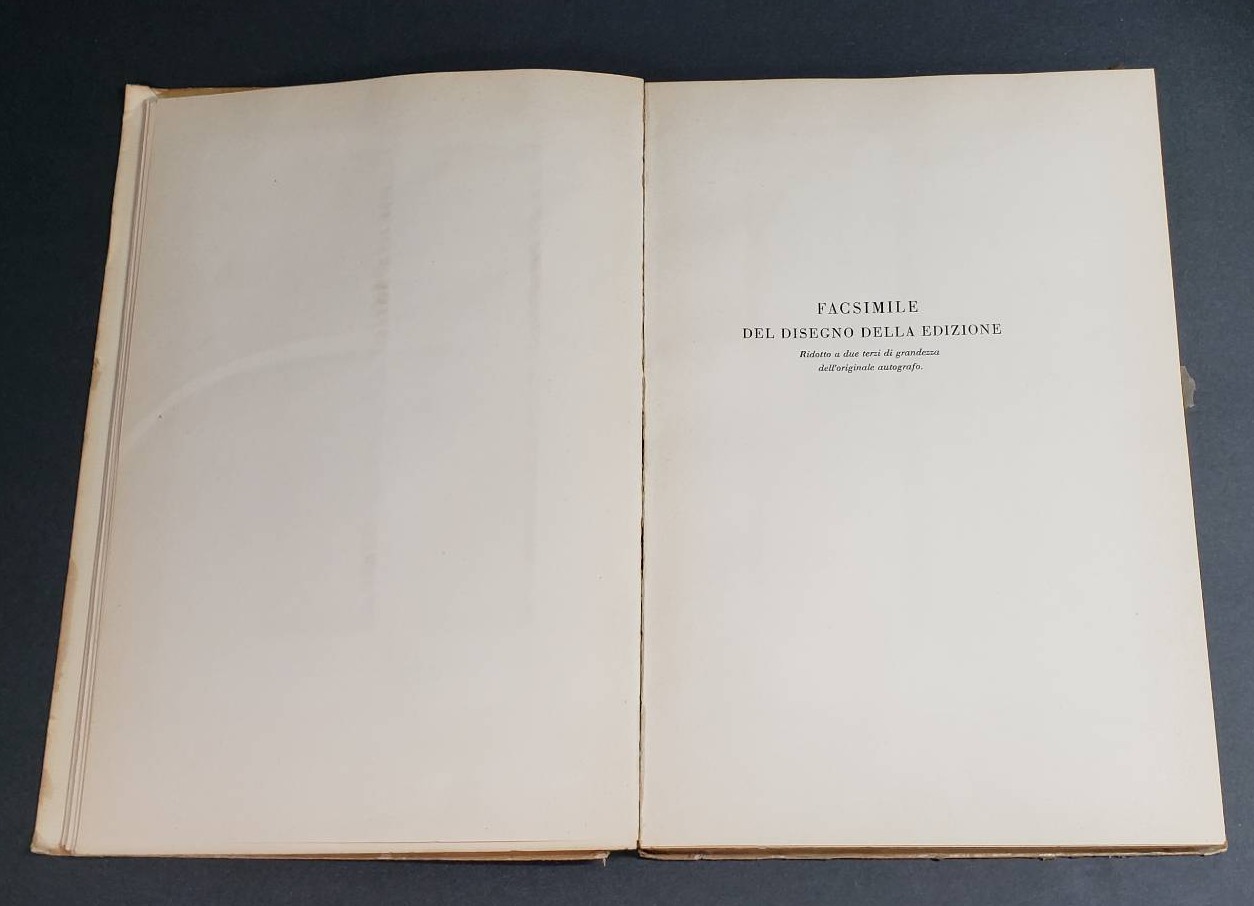 FACSIMILE
DEL DISEGNO DELLA EDIZIONE
Ridotto a due terzi di grandezza
dell'originale autografo.